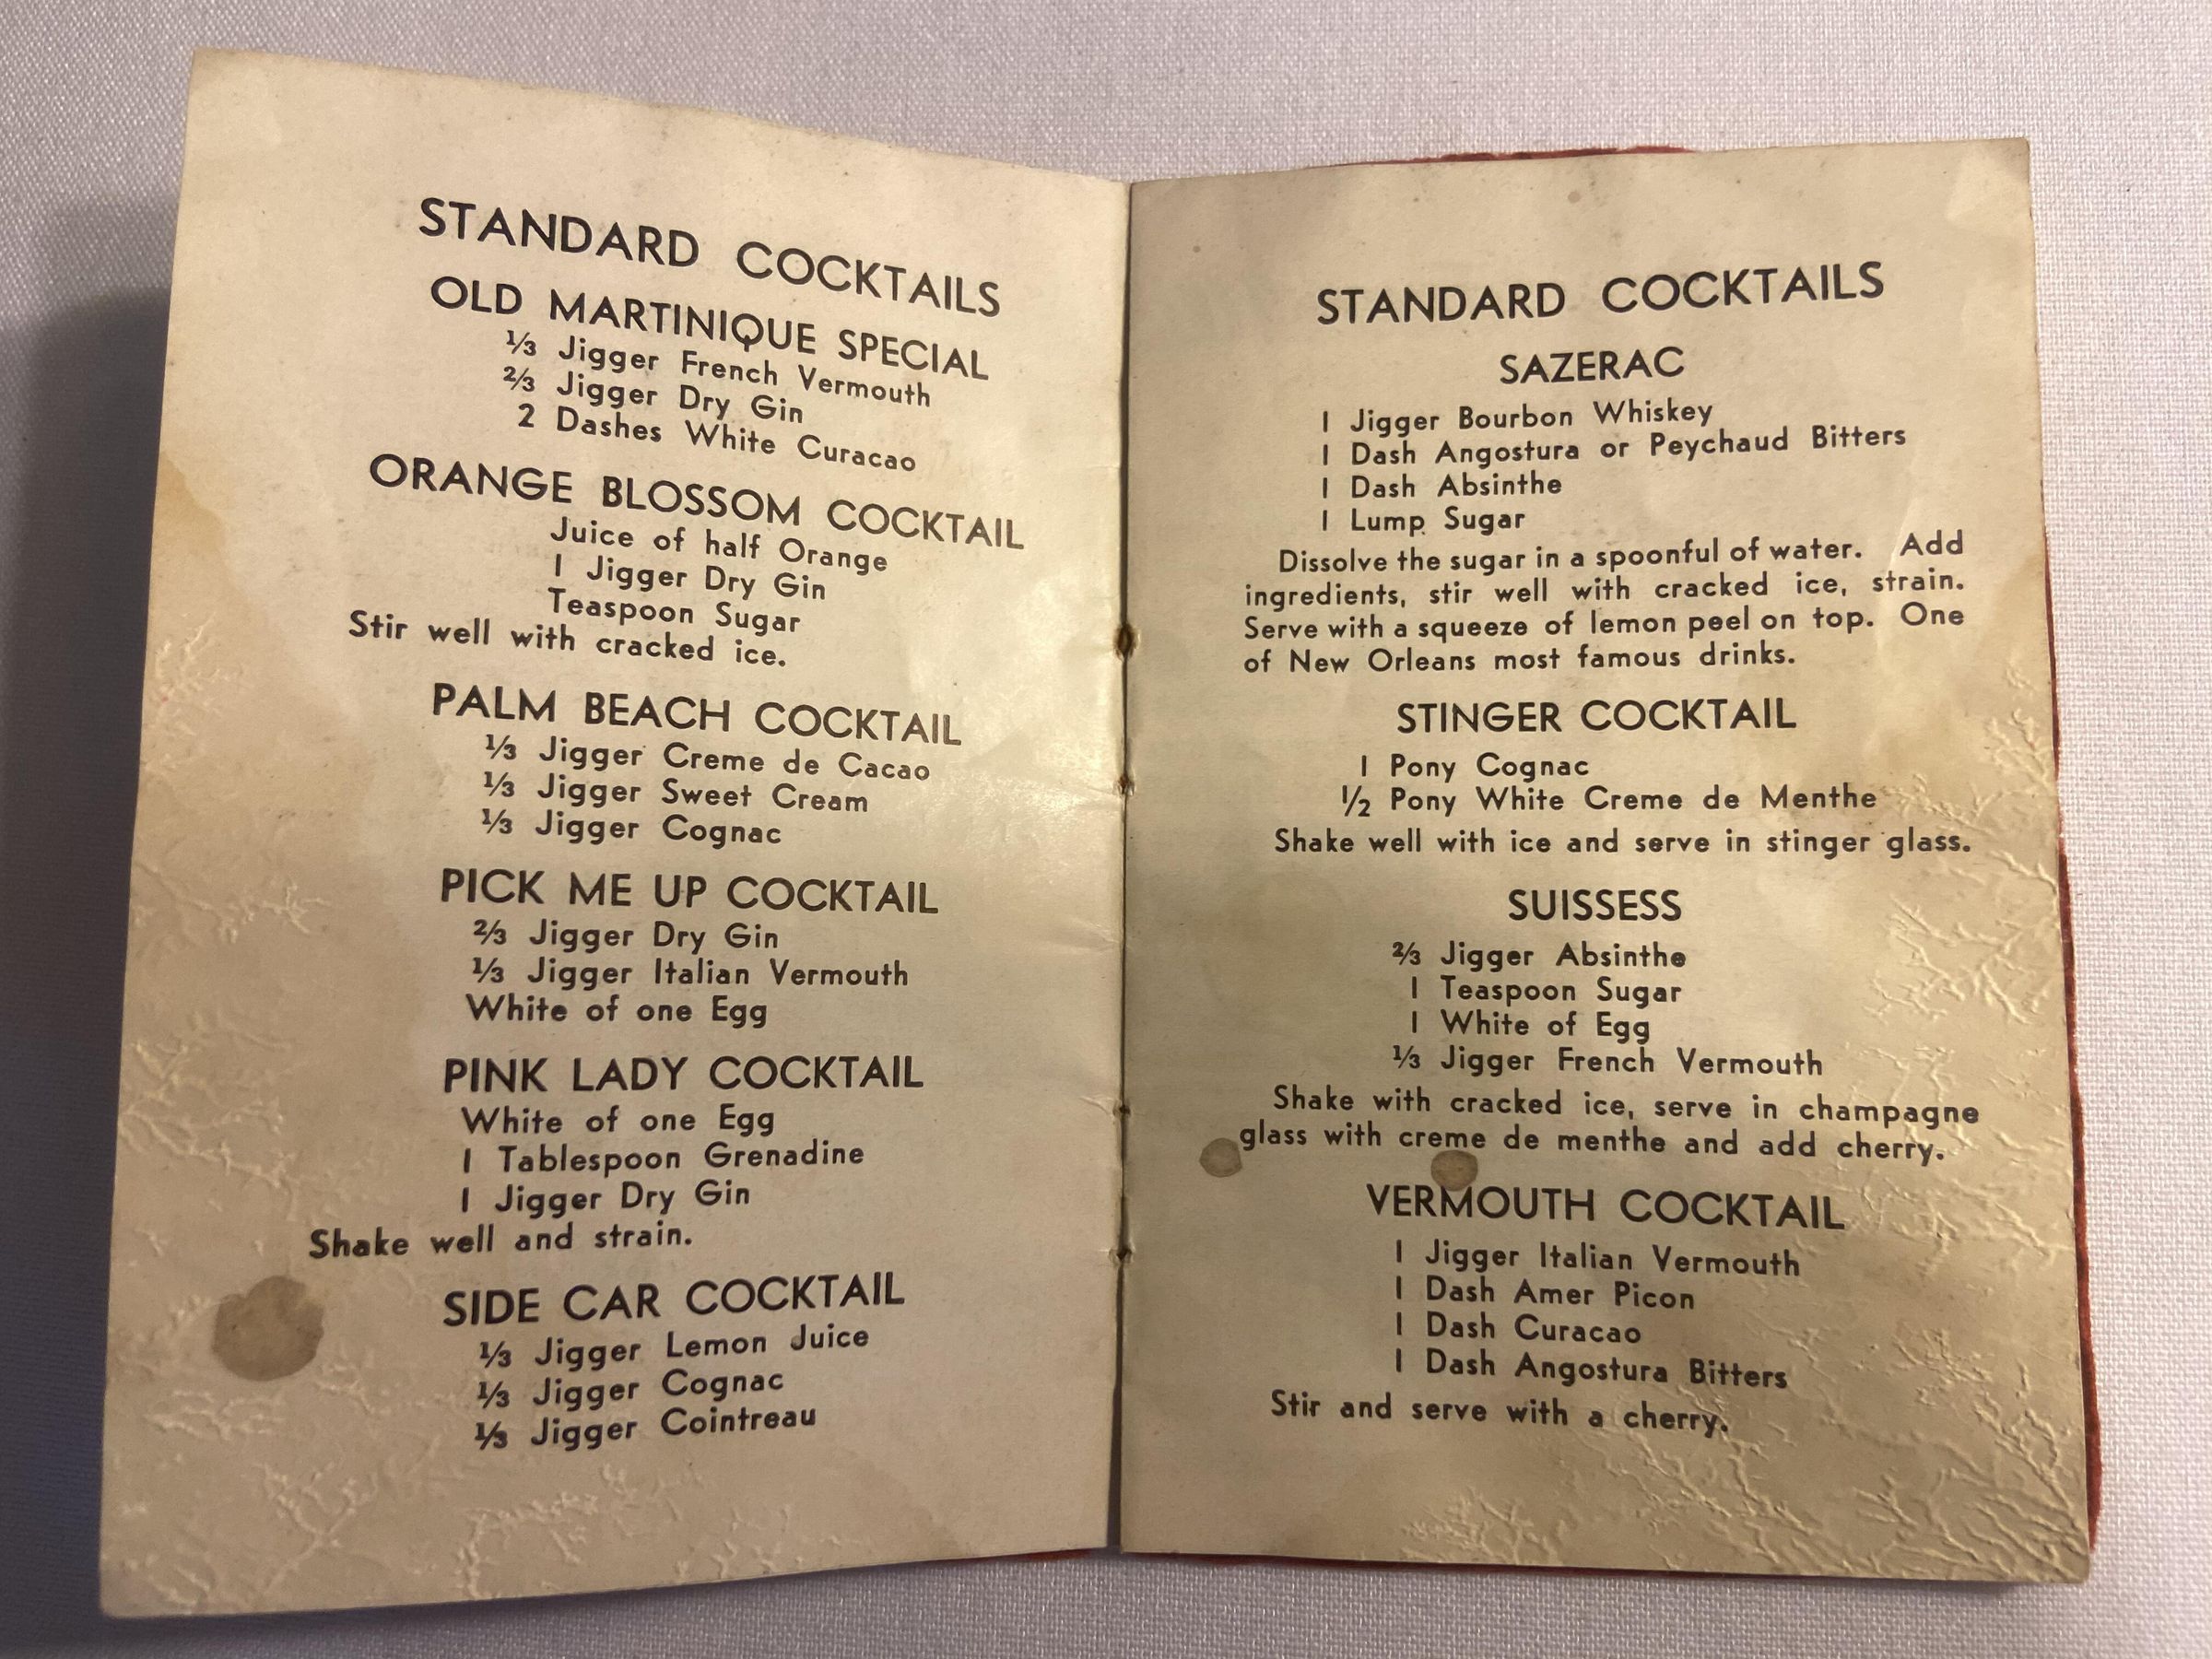 STANDARD COCKTAILS
OLD MARTINIQUE SPECIAL
⅓ Jigger French Vermouth
⅔ Jigger Dry Gin
2 Dashes White Curacao
ORANGE BLOSSOM COCKTAIL
Juice of half Orange
1 Jigger Dry Gin
Teaspoon Sugar
Stir well with cracked ice.
PALM BEACH COCKTAIL
⅓ Jigger Creme de Cacao
⅓ Jigger Sweet Cream
⅓ Jigger Cognac
PICK ME UP COCKTAIL
⅔ Jigger Dry Gin
⅓ Jigger Italian Vermouth
White of one Egg
PINK LADY COCKTAIL
White of one Egg
1 Tablespoon Grenadine
1 Jigger Dry Gin
Shake well and strain.
SIDE CAR COCKTAIL
⅓ Jigger Lemon Juice
⅓ Jigger Cognac
⅓ Jigger Cointreau
STANDARD COCKTAILS
SAZERAC
1 Jigger Bourbon Whiskey
1 Dash Angostura or Peychaud Bitters
1 Dash Absinthe
1 Lump Sugar
Dissolve the sugar in a spoonful of water. Add
ingredients, stir well with cracked ice, strain.
Serve with a squeeze of lemon peel on top. One
of New Orleans most famous drinks.
STINGER COCKTAIL
1 Pony Cognac
½ Pony White Creme de Menthe
Shake well with ice and serve in stinger glass.
SUISSESS
⅔ Jigger Absinthe
1 Teaspoon Sugar
1 White of Egg
⅓ Jigger French Vermouth
Shake with cracked ice, serve in champagne
glass with creme de menthe and add cherry.
VERMOUTH COCKTAIL
1 Jigger Italian Vermouth
1 Dash Amer Picon
1 Dash Curacao
1 Dash Angostura Bitters
Stir and serve with a cherry.